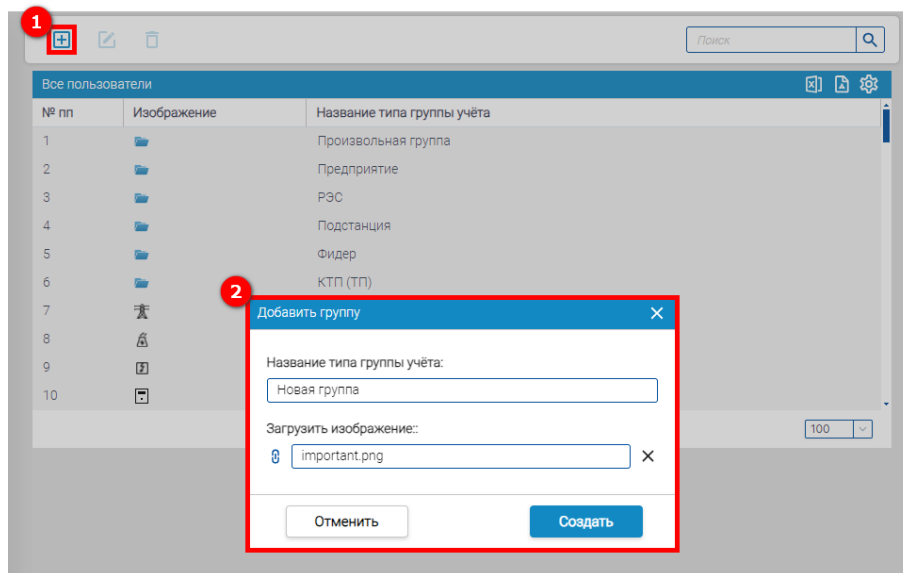 1
Поиск
Все пользователи
№ пп Изображение Название типа группы учёта
1 Произвольная группа
2 Предприятие
3 РЭС
4 Подстанция
5 Фидер
6 КТП (ТП)
2
7
8
9
10
Добавить группу
Название типа группы учёта:
Новая группа
Загрузить изображение::
important.png
Отменить Создать
100